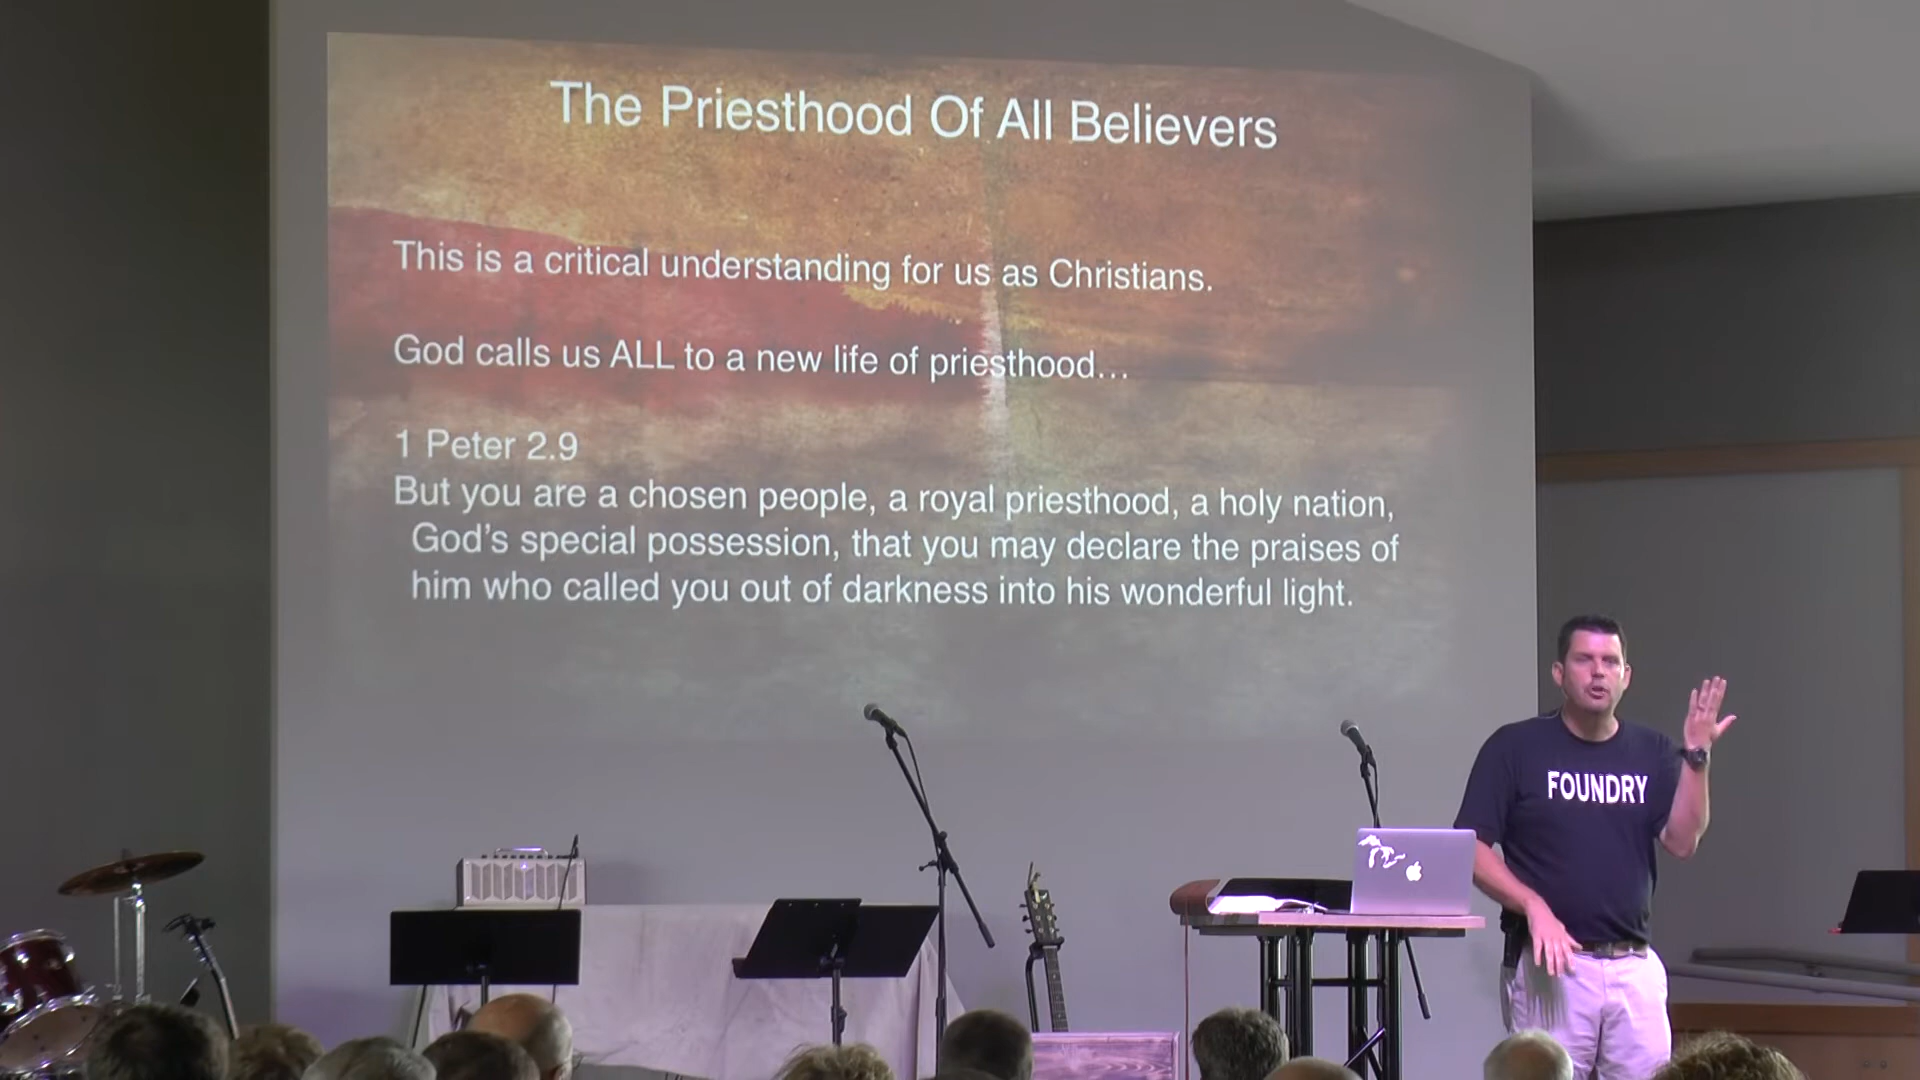 The Priesthood Of All Believers
This is a critical understanding for us as Christians.
God calls us ALL to a new life of priesthood…
1 Peter 2.9
But you are a chosen people, a royal priesthood, a holy nation,
God's special possession, that you may declare the praises of
him who called you out of darkness into his wonderful light.
FOUNDRY